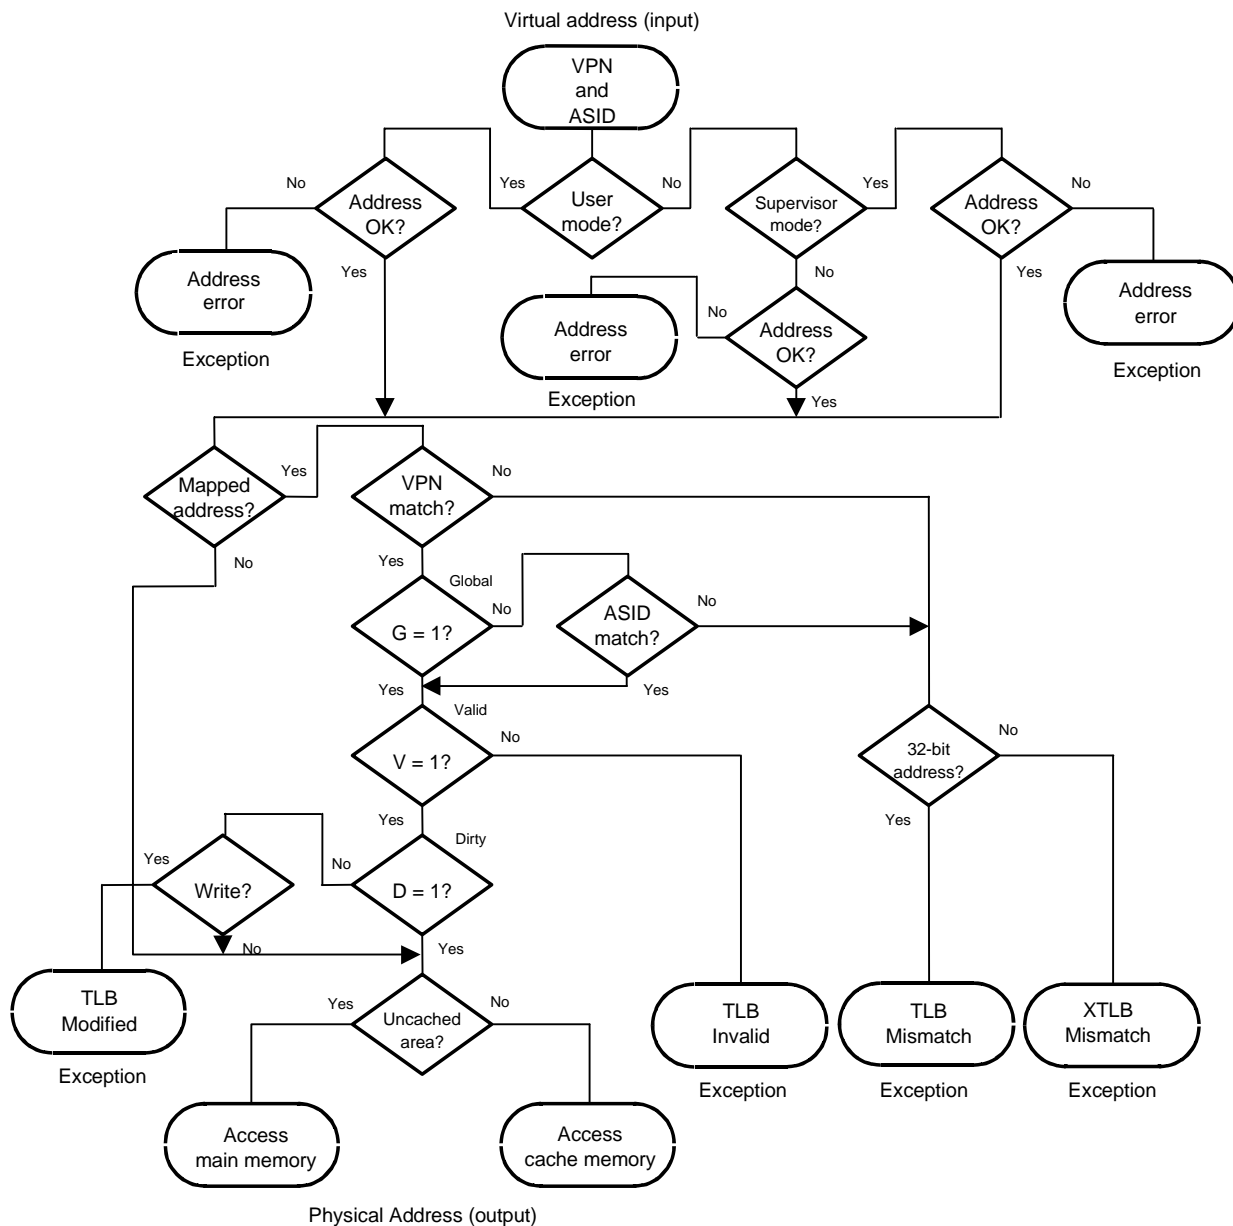 Virtual address (input)
VPN
and
ASID
No
Address
OK?
Yes
User
mode?
No
Supervisor
mode?
Yes
Address
OK?
No
Yes
No
Yes
Address
error
Exception
Address
error
Exception
No
Address
OK?
Yes
Address
error
Exception
Mapped
address?
Yes
VPN
match?
No
No
Yes
Global
G = 1?
No
ASID
match?
No
Yes
Yes
Valid
V = 1?
No
32-bit
address?
No
Yes
Yes
Dirty
D = 1?
No
Write?
Yes
No
Yes
TLB
Modified
Exception
Yes
Uncached
area?
No
TLB
Invalid
Exception
TLB
Mismatch
Exception
XTLB
Mismatch
Exception
Access
main memory
Access
cache memory
Physical Address (output)